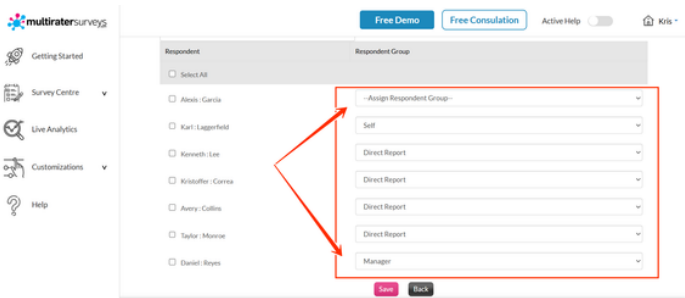 multiratersurveys
Free Demo
Free Consulation
Active Help
Kris
Getting Started
Survey Centre
Live Analytics
Customizations
Help
Respondent Respondent Group
Select All
Alexis : Garcia --Assign Respondent Group--
Karl : Laggerfield Self
Kenneth : Lee Direct Report
Kristoffer : Correa Direct Report
Avery : Collins Direct Report
Taylor : Monroe Direct Report
Daniel : Reyes Manager
Save Back